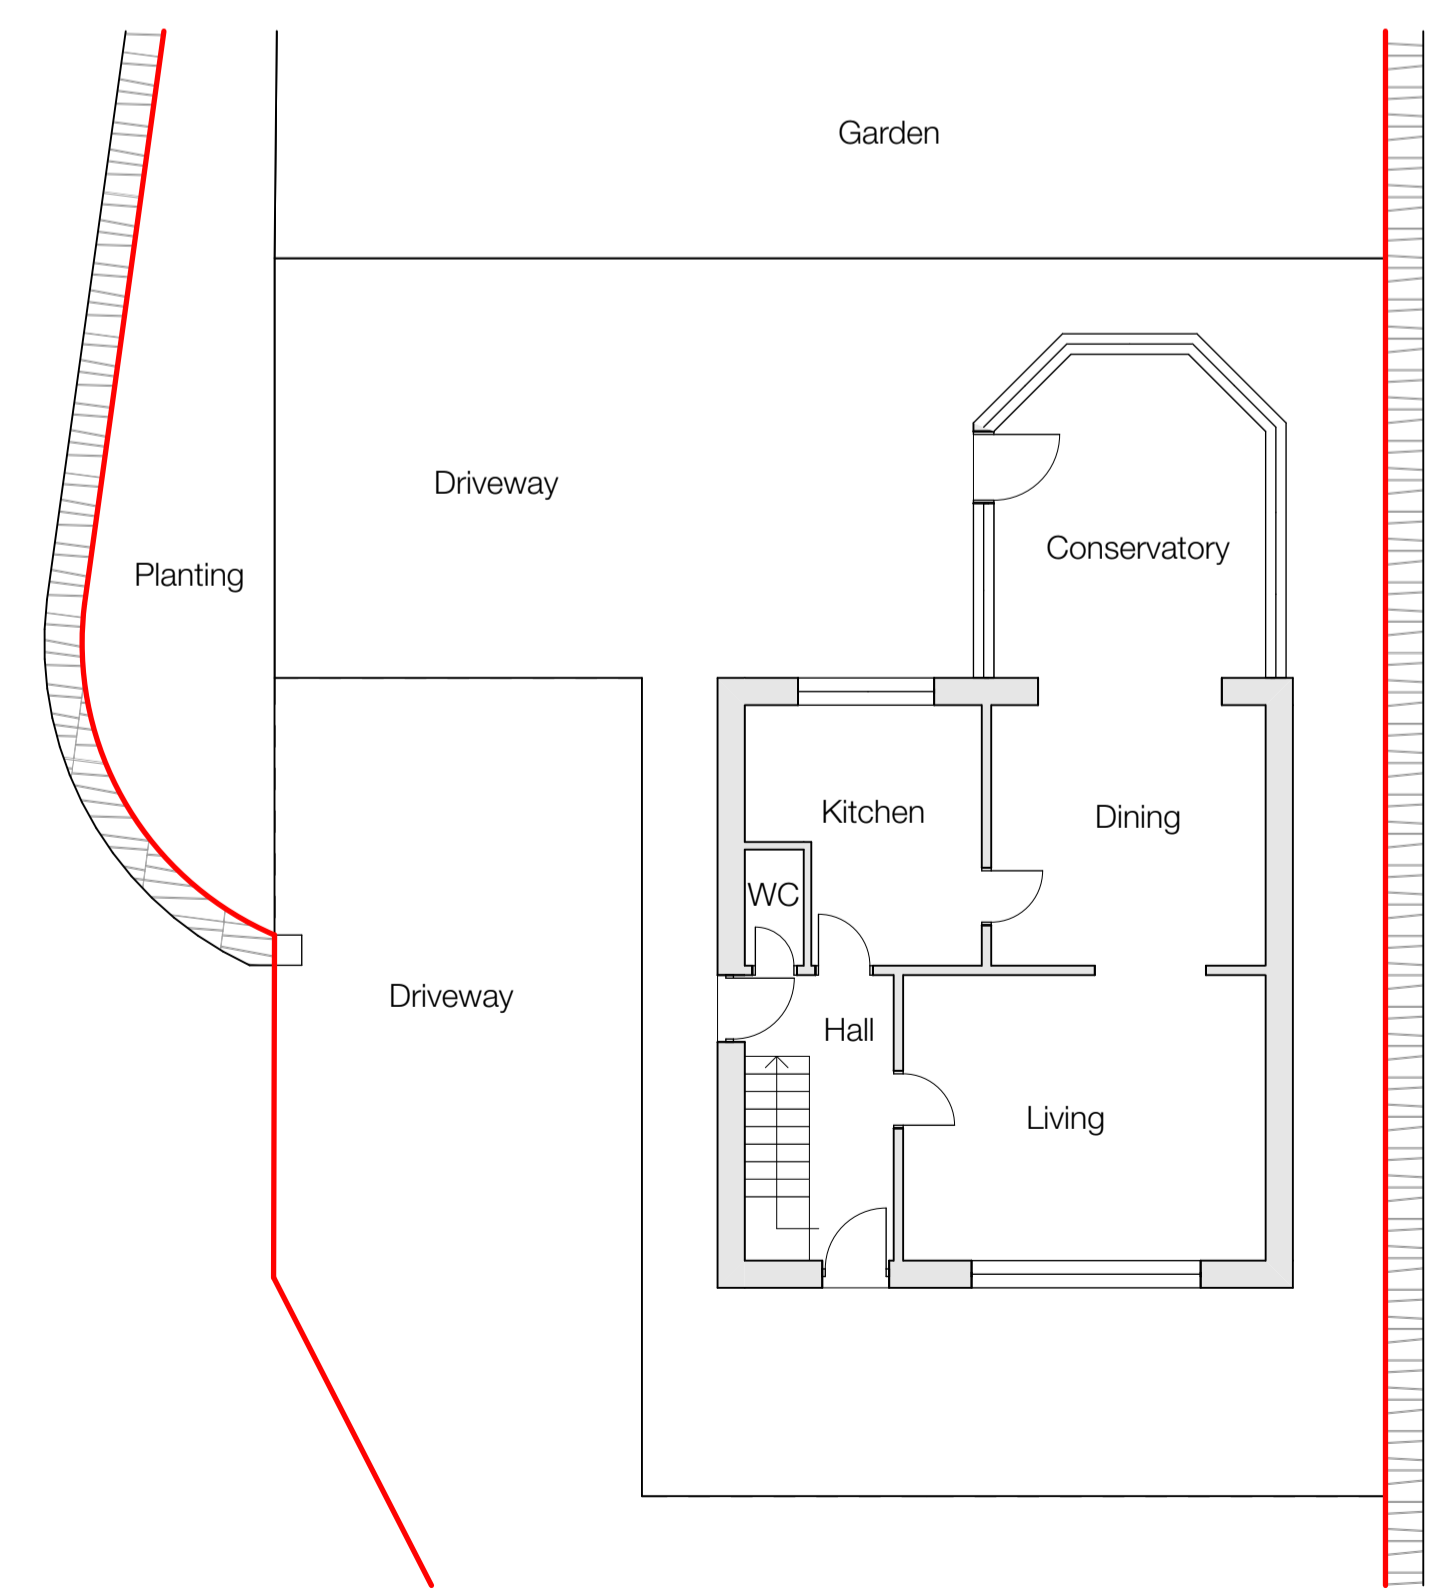 Garden
Driveway
Conservatory
Planting
Kitchen
Dining
WC
Driveway
Hall
Living